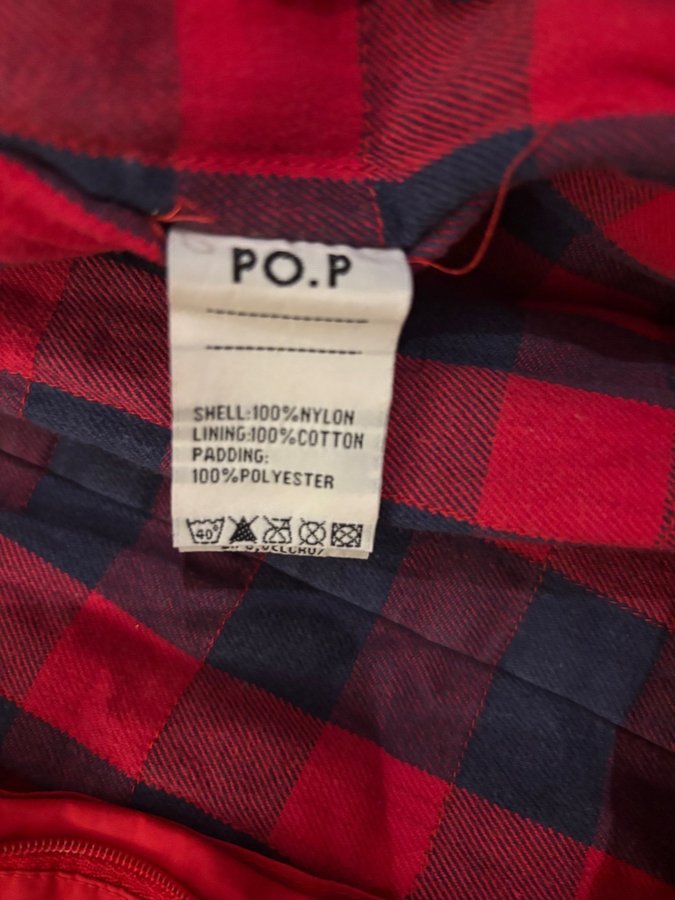 PO.P
SHELL:100%NYLON
LINING:100%COTTON
PADDING:
100%POLYESTER
40°